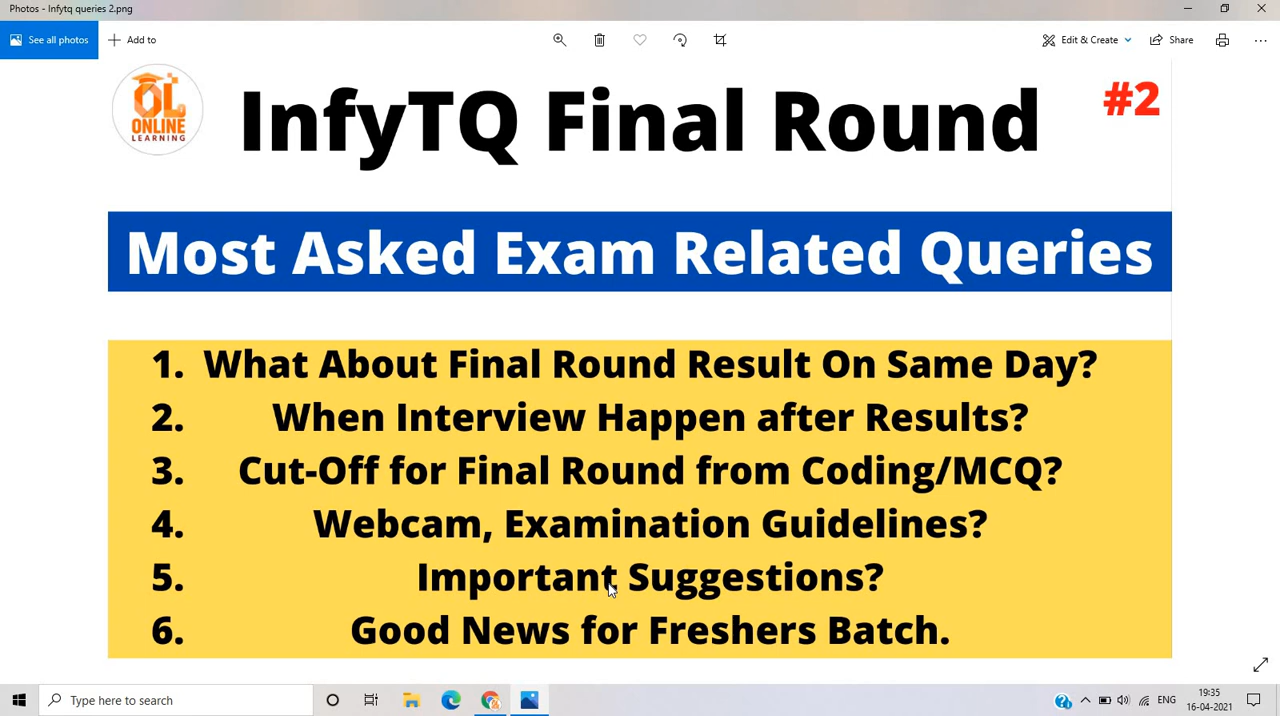 Photos - Infytq queries 2.png
See all photos
Add to
Edit & Create
Share
OL
ONLINE
LEARNING
InfyTQ Final Round
#2
Most Asked Exam Related Queries
1. What About Final Round Result On Same Day?
2. When Interview Happen after Results?
3. Cut-Off for Final Round from Coding/MCQ?
4. Webcam, Examination Guidelines?
5. Important Suggestions?
6. Good News for Freshers Batch.
Type here to search
ENG
19:35
16-04-2021